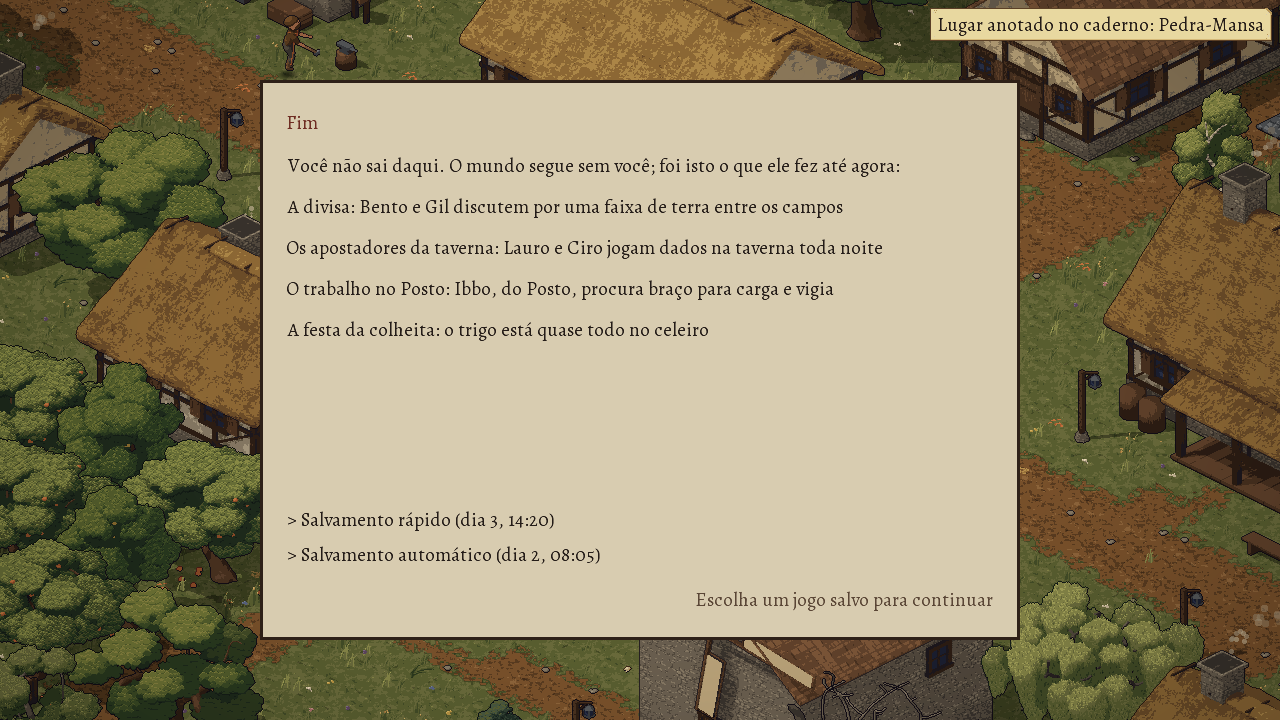 Lugar anotado no caderno: Pedra-Mansa
Fim
Você não sai daqui. O mundo segue sem você; foi isto o que ele fez até agora:
A divisa: Bento e Gil discutem por uma faixa de terra entre os campos
Os apostadores da taverna: Lauro e Ciro jogam dados na taverna toda noite
O trabalho no Posto: Ibbo, do Posto, procura braço para carga e vigia
A festa da colheita: o trigo está quase todo no celeiro
> Salvamento rápido (dia 3, 14:20)
> Salvamento automático (dia 2, 08:05)
Escolha um jogo salvo para continuar